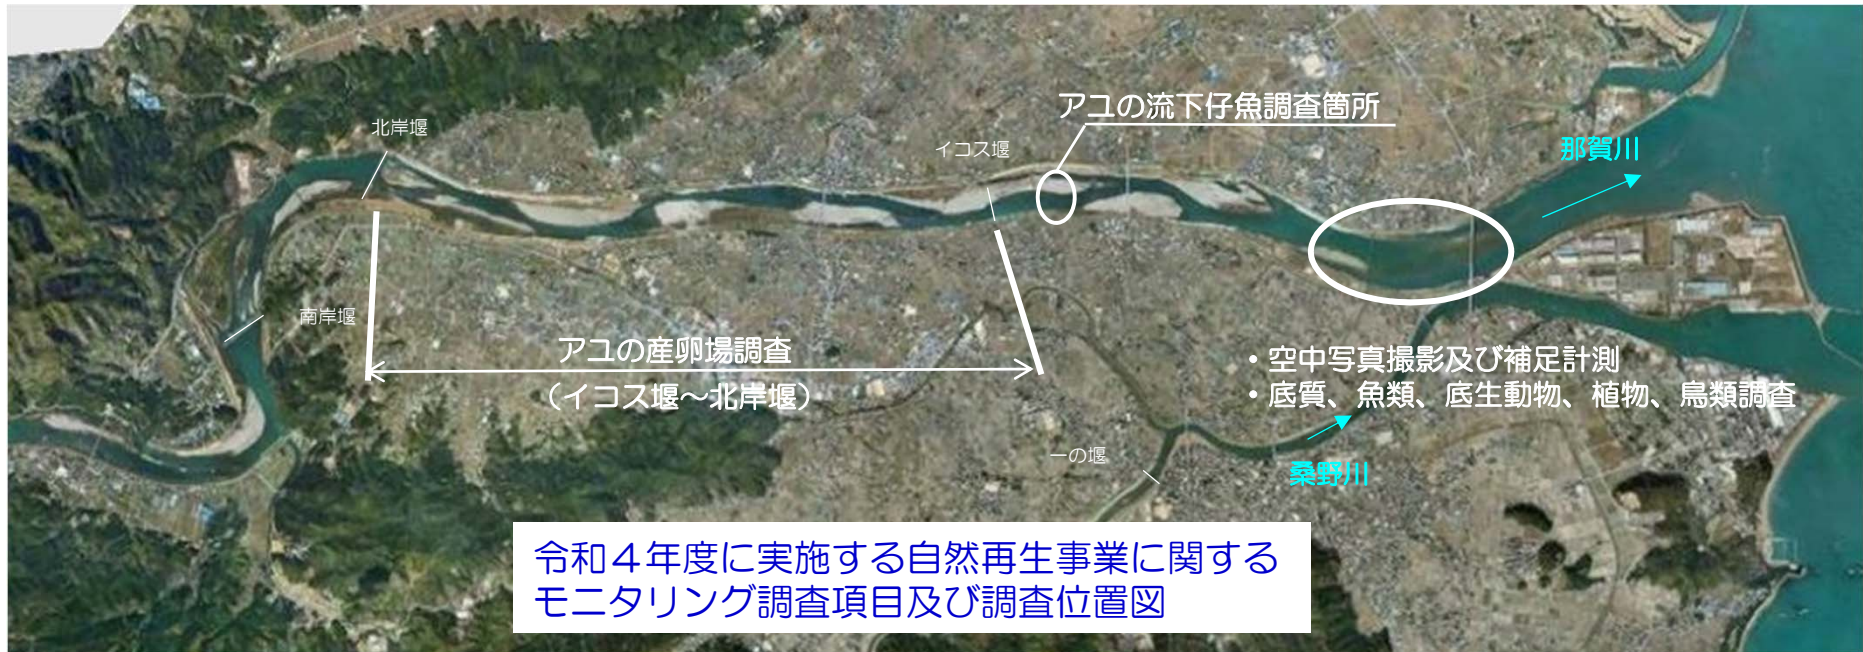 アユの流下仔魚調査箇所
北岸堰
イコス堰
那賀川
南岸堰
アユの産卵場調査
（イコス堰～北岸堰）
・空中写真撮影及び補足計測
・底質、魚類、底生動物、植物、鳥類調査
一の堰
桑野川
令和４年度に実施する自然再生事業に関する
モニタリング調査項目及び調査位置図